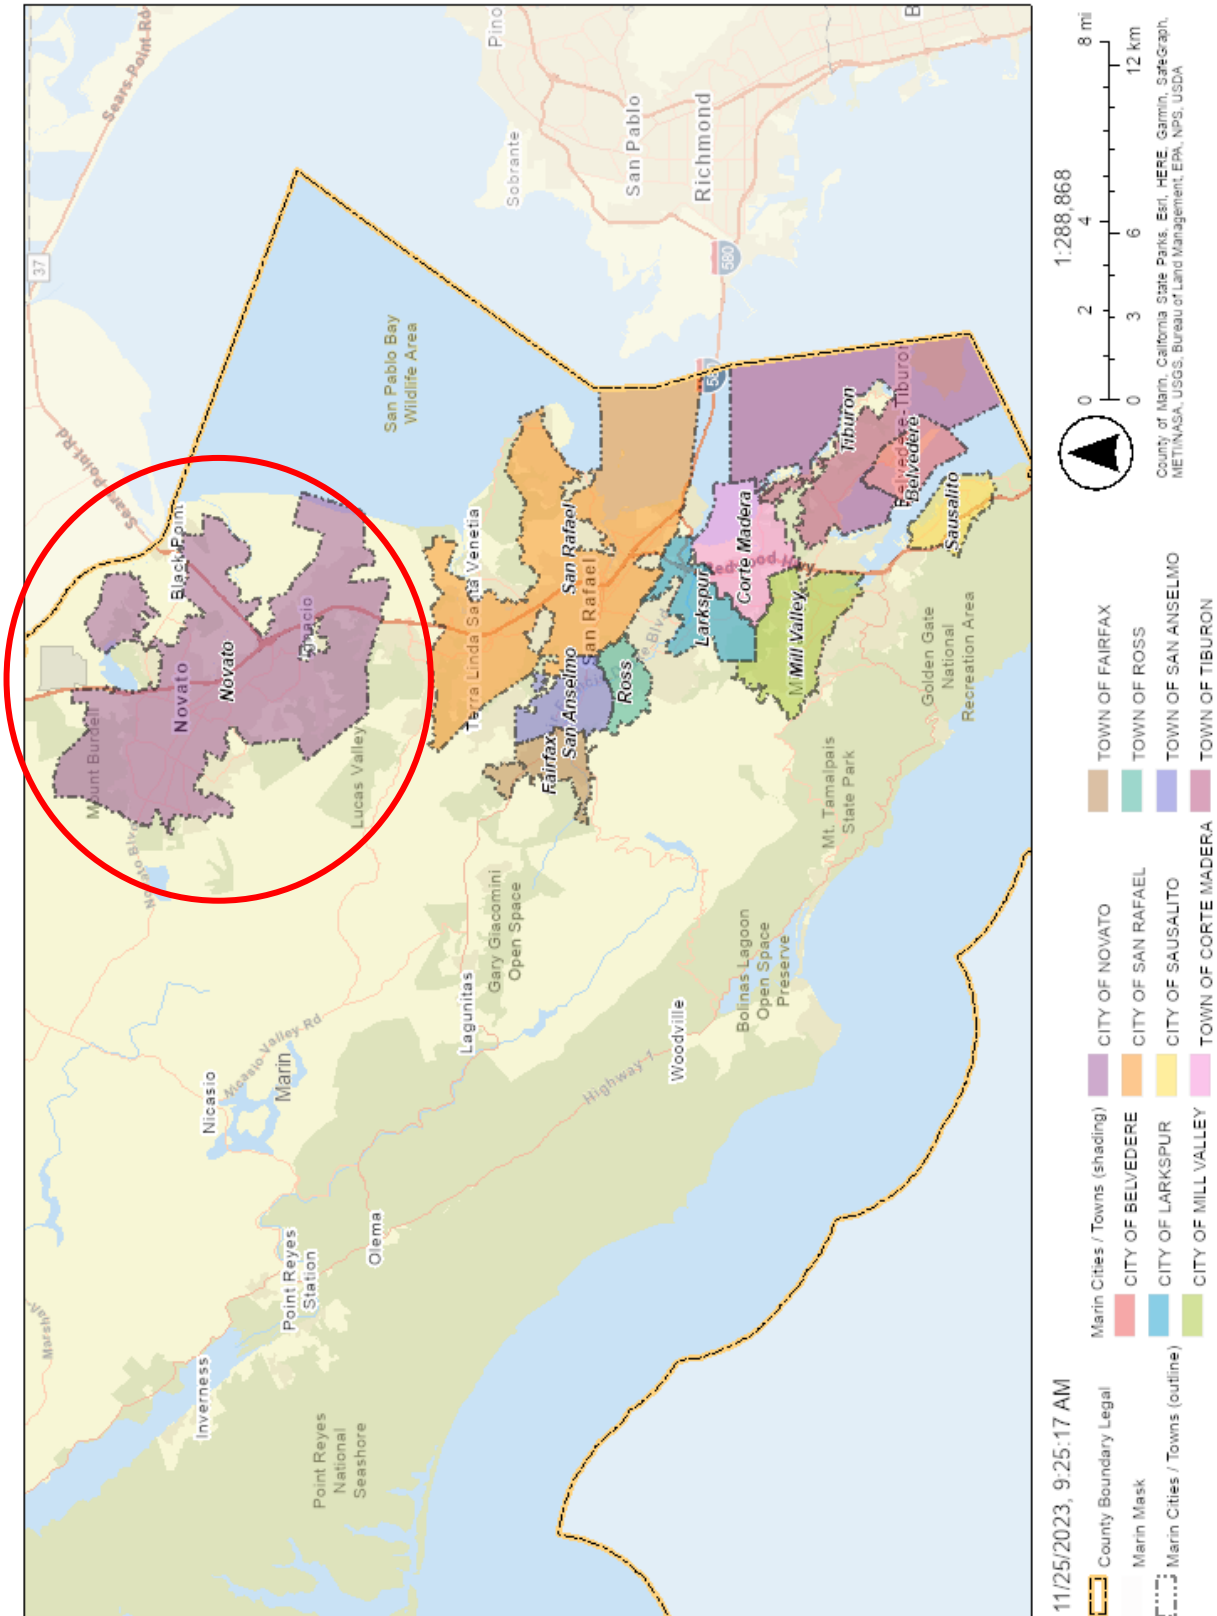 Sears-Point-Rd
Pino
B
37
Sobrante
San Pablo
Richmond
Sears-Point-Rd
San Pablo Bay
Wildlife Area
580
580
Black Point
Novato
Novato
Ignacio
Mount Burdell
Lucas Valley
Terra Linda Santa Venetia
San Rafael
San Rafael
San Anselmo
Fairfax
Ross
Larkspur
Corte Madera
Tiburon
Belvedere-Tiburon
Belvedere
Sausalito
Mill Valley
Golden Gate
National
Recreation Area
Mt. Tamalpais
State Park
Gary Giacomini
Open Space
Lagunitas
Bolinas Lagoon
Open Space
Preserve
Woodville
Highway 1
Nicasio
Nicasio-Valley-Rd
Marin
Olema
Point Reyes
Station
Inverness
Point Reyes
National
Seashore
11/25/2023, 9:25:17 AM
County Boundary Legal
Marin Mask
Marin Cities / Towns (outline)
Marin Cities / Towns (shading)
CITY OF BELVEDERE
CITY OF LARKSPUR
CITY OF MILL VALLEY
CITY OF NOVATO
CITY OF SAN RAFAEL
CITY OF SAUSALITO
TOWN OF CORTE MADERA
TOWN OF FAIRFAX
TOWN OF ROSS
TOWN OF SAN ANSELMO
TOWN OF TIBURON
1:288,868
0 2 4 8 mi
0 3 6 12 km
County of Marin, California State Parks, Esri, HERE, Garmin, SafeGraph,
METI/NASA, USGS, Bureau of Land Management, EPA, NPS, USDA